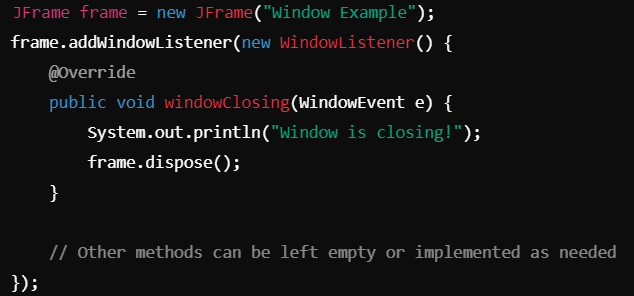 JFrame frame = new JFrame("Window Example");
frame.addWindowListener(new WindowListener() {
    @Override
    public void windowClosing(WindowEvent e) {
        System.out.println("Window is closing!");
        frame.dispose();
    }

    // Other methods can be left empty or implemented as needed
});